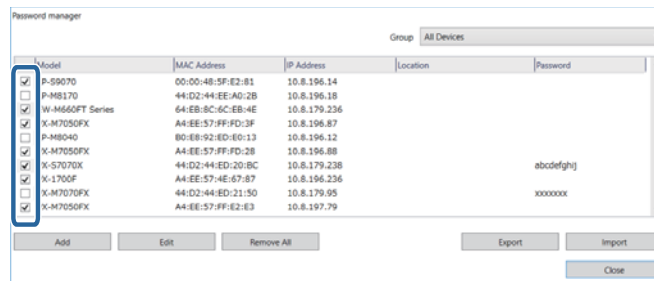 Password manager
Group All Devices
Model MAC Address IP Address Location Password
P-S9070 00:00:48:5F:E2:81 10.8.196.14
P-M8170 44:D2:44:EE:A0:2B 10.8.196.18
W-M660FT Series 64:EB:8C:6C:EB:4E 10.8.179.236
X-M7050FX A4:EE:57:FF:FD:3F 10.8.196.87
P-M8040 B0:E8:92:ED:E0:13 10.8.196.12
X-M7050FX A4:EE:57:FF:FD:28 10.8.196.88
X-S7070X 44:D2:44:ED:20:BC 10.8.179.238 abcdefghij
X-1700F A4:EE:57:4E:67:87 10.8.196.236
X-M7070FX 44:D2:44:ED:21:50 10.8.179.95 xxxxxxx
X-M7050FX A4:EE:57:FF:E2:E3 10.8.197.79
Add Edit Remove All Export Import
Close